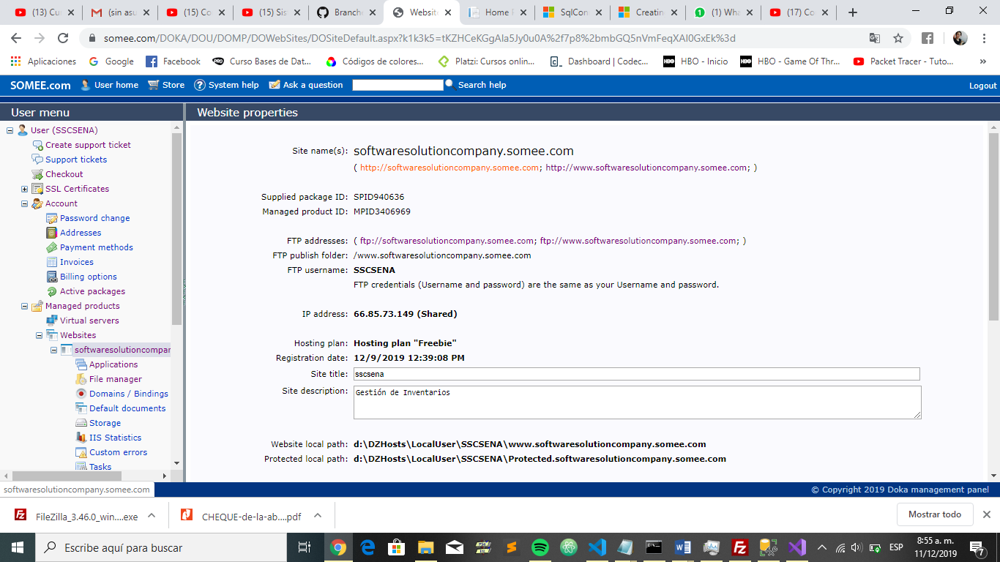 (13) Cu
(sin asu
(15) Co
(15) Sis
Branche
Website
Home F
SqlCon
Creatin
(1) Wha
(17) Co
somee.com/DOKA/DOU/DOMP/DOWebSites/DOSiteDefault.aspx?k1k3k5=tKZHCeKGgAIa5Jy0u0A%2f7p8%2bmbGQ5nVmFeqXAI0GxEk%3d
Aplicaciones
Google
Facebook
Curso Bases de Dat...
Códigos de colores...
Platzi: Cursos onlin...
Dashboard | Codec...
HBO - Inicio
HBO - Game Of Thr...
Packet Tracer - Tuto...
»
SOMEE.com
User home
Store
System help
Ask a question
Search help
Logout
User menu
Website properties
User (SSCSENA)
Create support ticket
Support tickets
Checkout
SSL Certificates
Account
Password change
Addresses
Payment methods
Invoices
Billing options
Active packages
Managed products
Virtual servers
Websites
softwaresolutioncompar
Applications
File manager
Domains / Bindings
Default documents
Storage
IIS Statistics
Custom errors
Tasks
Site name(s): softwaresolutioncompany.somee.com
( http://softwaresolutioncompany.somee.com; http://www.softwaresolutioncompany.somee.com; )
Supplied package ID: SPID940636
Managed product ID: MPID3406969
FTP addresses: ( ftp://softwaresolutioncompany.somee.com; ftp://www.softwaresolutioncompany.somee.com; )
FTP publish folder: /www.softwaresolutioncompany.somee.com
FTP username: SSCSENA
FTP credentials (Username and password) are the same as your Username and password.
IP address: 66.85.73.149 (Shared)
Hosting plan: Hosting plan "Freebie"
Registration date: 12/9/2019 12:39:08 PM
Site title: sscsena
Site description: Gestión de Inventarios
Website local path: d:\DZHosts\LocalUser\SSCSENA\www.softwaresolutioncompany.somee.com
Protected local path: d:\DZHosts\LocalUser\SSCSENA\Protected.softwaresolutioncompany.somee.com
softwaresolutioncompany.somee.com
© Copyright 2019 Doka management panel
FileZilla_3.46.0_win....exe
CHEQUE-de-la-ab....pdf
Mostrar todo
Escribe aquí para buscar
ESP
8:55 a. m.
11/12/2019
7